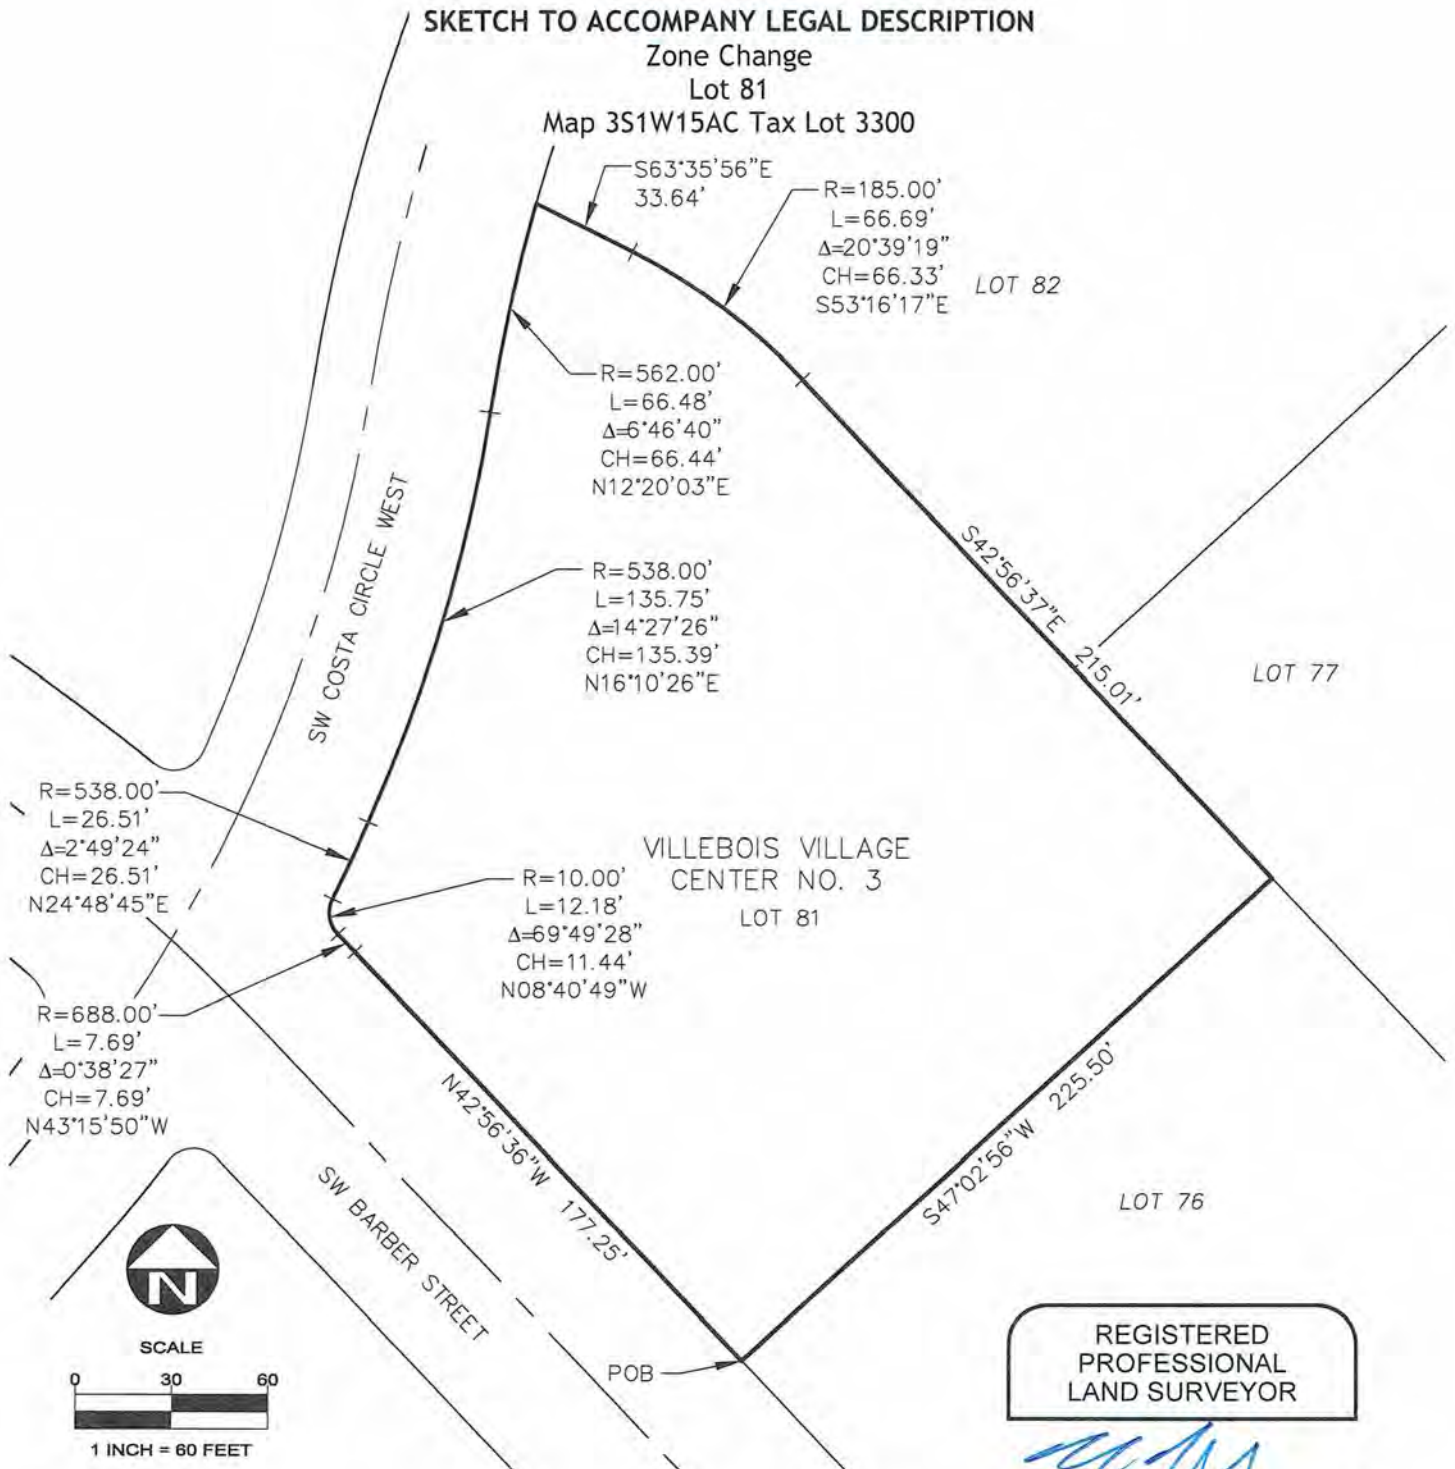 SKETCH TO ACCOMPANY LEGAL DESCRIPTION
Zone Change
Lot 81
Map 3S1W15AC Tax Lot 3300
S63°35'56"E
33.64'
R=185.00'
L=66.69'
Δ=20°39'19"
CH=66.33'
S53°16'17"E
LOT 82
R=562.00'
L=66.48'
Δ=6°46'40"
CH=66.44'
N12°20'03"E
SW COSTA CIRCLE WEST
R=538.00'
L=135.75'
Δ=14°27'26"
CH=135.39'
N16°10'26"E
S42°56'37"E 215.01'
LOT 77
R=538.00'
L=26.51'
Δ=2°49'24"
CH=26.51'
N24°48'45"E
VILLEBOIS VILLAGE
CENTER NO. 3
LOT 81
R=10.00'
L=12.18'
Δ=69°49'28"
CH=11.44'
N08°40'49"W
R=688.00'
L=7.69'
Δ=0°38'27"
CH=7.69'
N43°15'50"W
N42°56'36"W 177.25'
S47°02'56"W 225.50'
LOT 76
SW BARBER STREET
N
SCALE
0 30 60
1 INCH = 60 FEET
POB
REGISTERED
PROFESSIONAL
LAND SURVEYOR